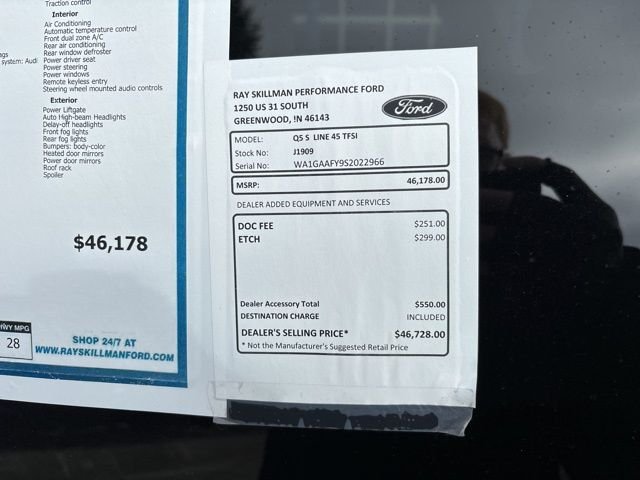 Traction control
Interior
Air Conditioning
Automatic temperature control
Front dual zone A/C
Rear air conditioning
Rear window defroster
Power driver seat
Power steering
Power windows
Remote keyless entry
Steering wheel mounted audio controls
ags
system: Audi
Exterior
Power Liftgate
Auto High-beam Headlights
Delay-off headlights
Front fog lights
Rear fog lights
Bumpers: body-color
Heated door mirrors
Power door mirrors
Roof rack
Spoiler
$46,178
HWY MPG
28
SHOP 24/7 AT
WWW.RAYSKILLMANFORD.COM
RAY SKILLMAN PERFORMANCE FORD
1250 US 31 SOUTH
GREENWOOD, IN 46143
Ford
MODEL: Q5 S LINE 45 TFSI
Stock No: J1909
Serial No: WA1GAAFY9S2022966
MSRP: 46,178.00
DEALER ADDED EQUIPMENT AND SERVICES
DOC FEE $251.00
ETCH $299.00
Dealer Accessory Total $550.00
DESTINATION CHARGE INCLUDED
DEALER'S SELLING PRICE* $46,728.00
* Not the Manufacturer's Suggested Retail Price